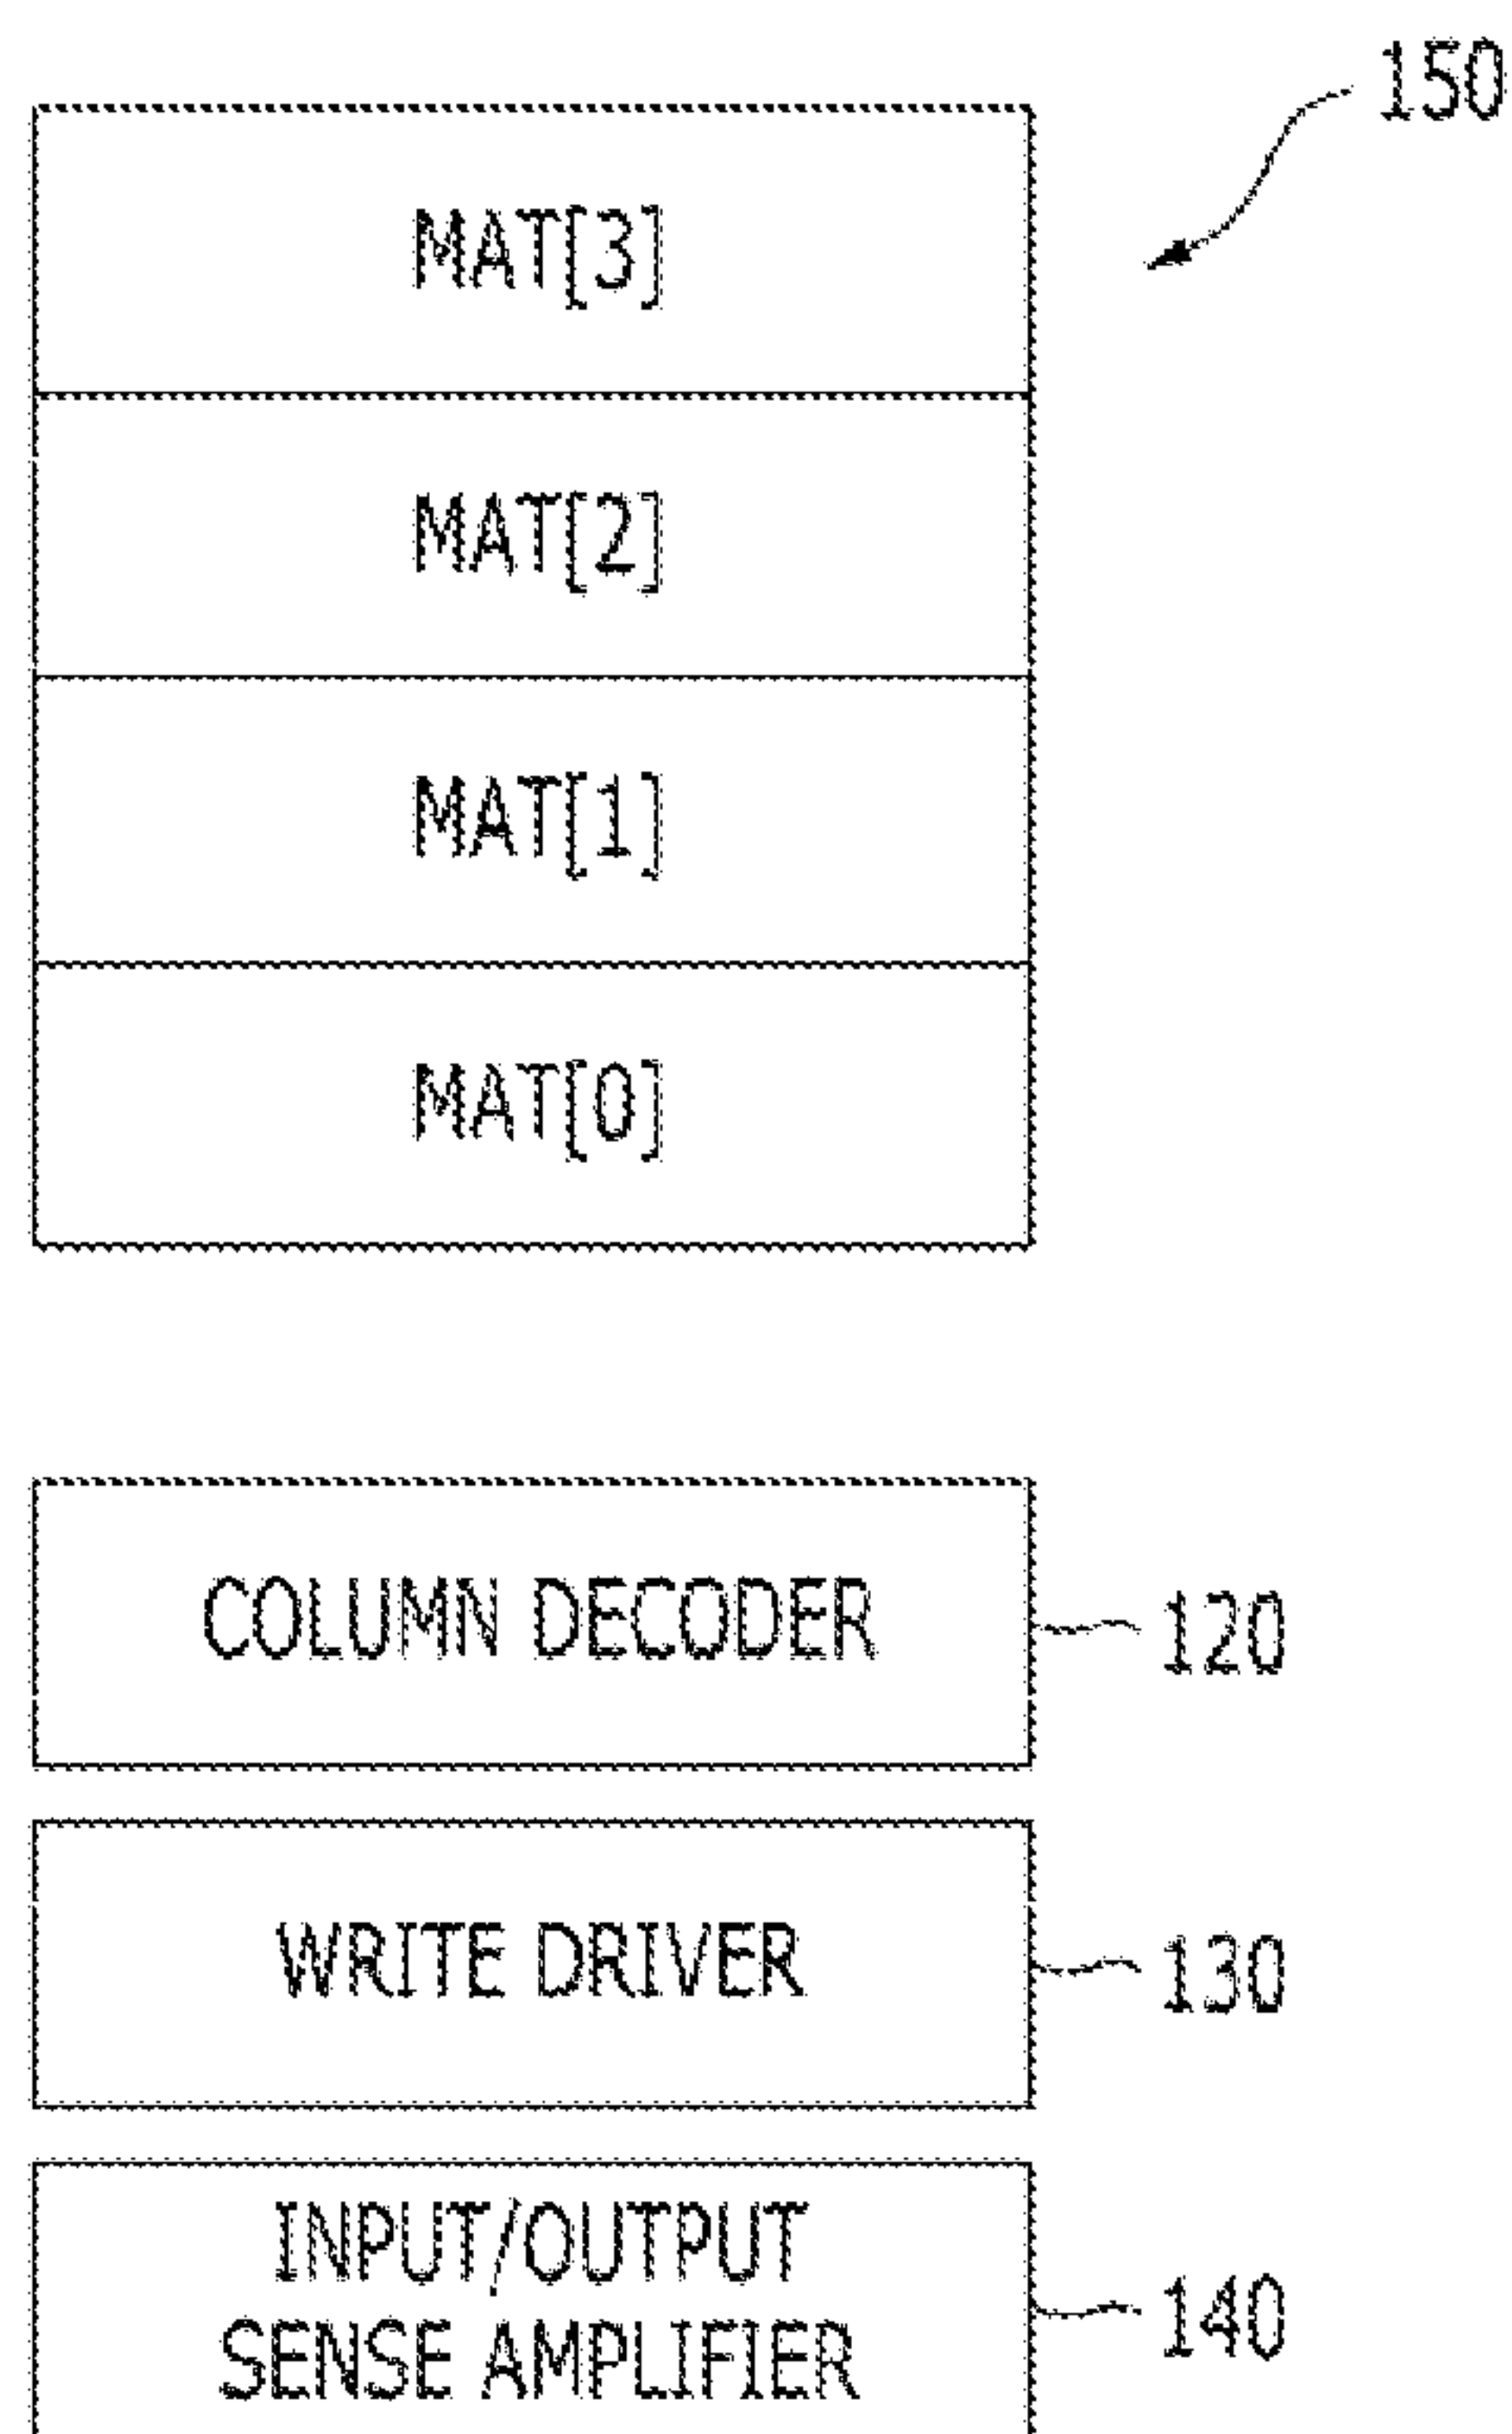 150
MAT[3]
MAT[2]
MAT[1]
MAT[0]
COLUMN DECODER
120
WRITE DRIVER
130
INPUT/OUTPUT
SENSE AMPLIFIER
140